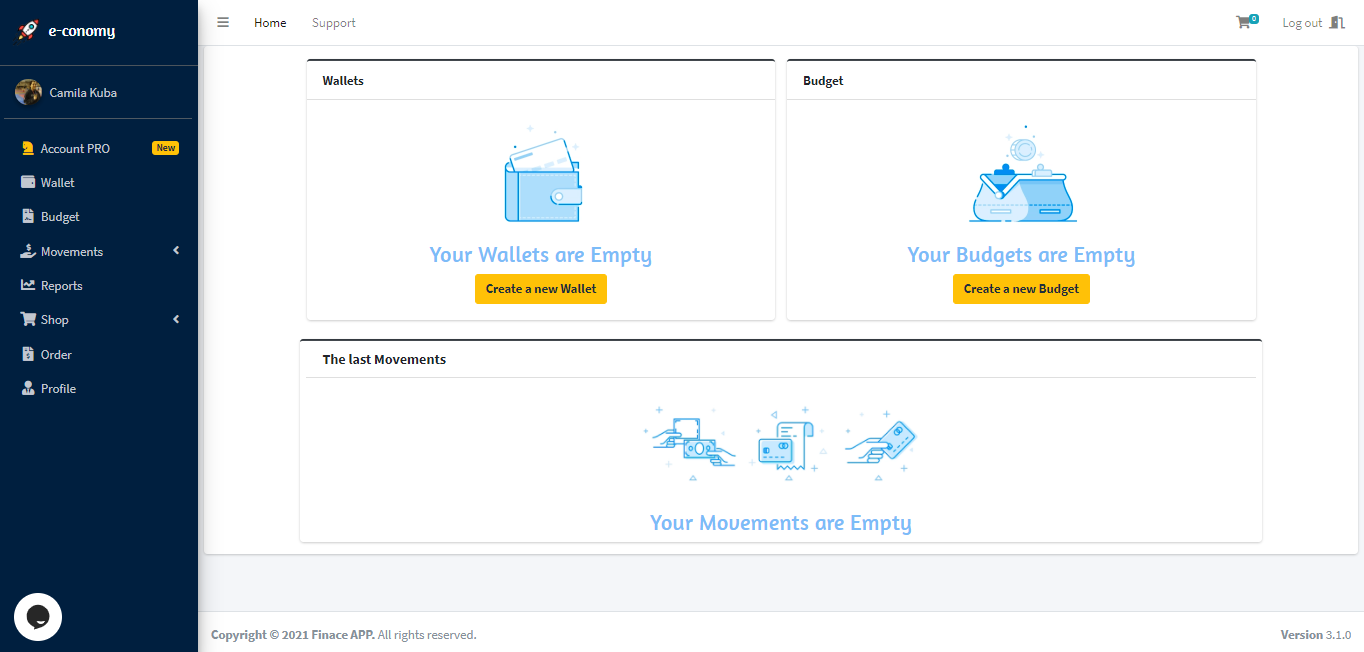 e-conomy
Home
Support
0
Log out
Camila Kuba
Account PRO
New
Wallet
Budget
Movements
Reports
Shop
Order
Profile
Wallets
Your Wallets are Empty
Create a new Wallet
Budget
Your Budgets are Empty
Create a new Budget
The last Movements
Your Movements are Empty
Copyright © 2021 Finace APP. All rights reserved.
Version 3.1.0